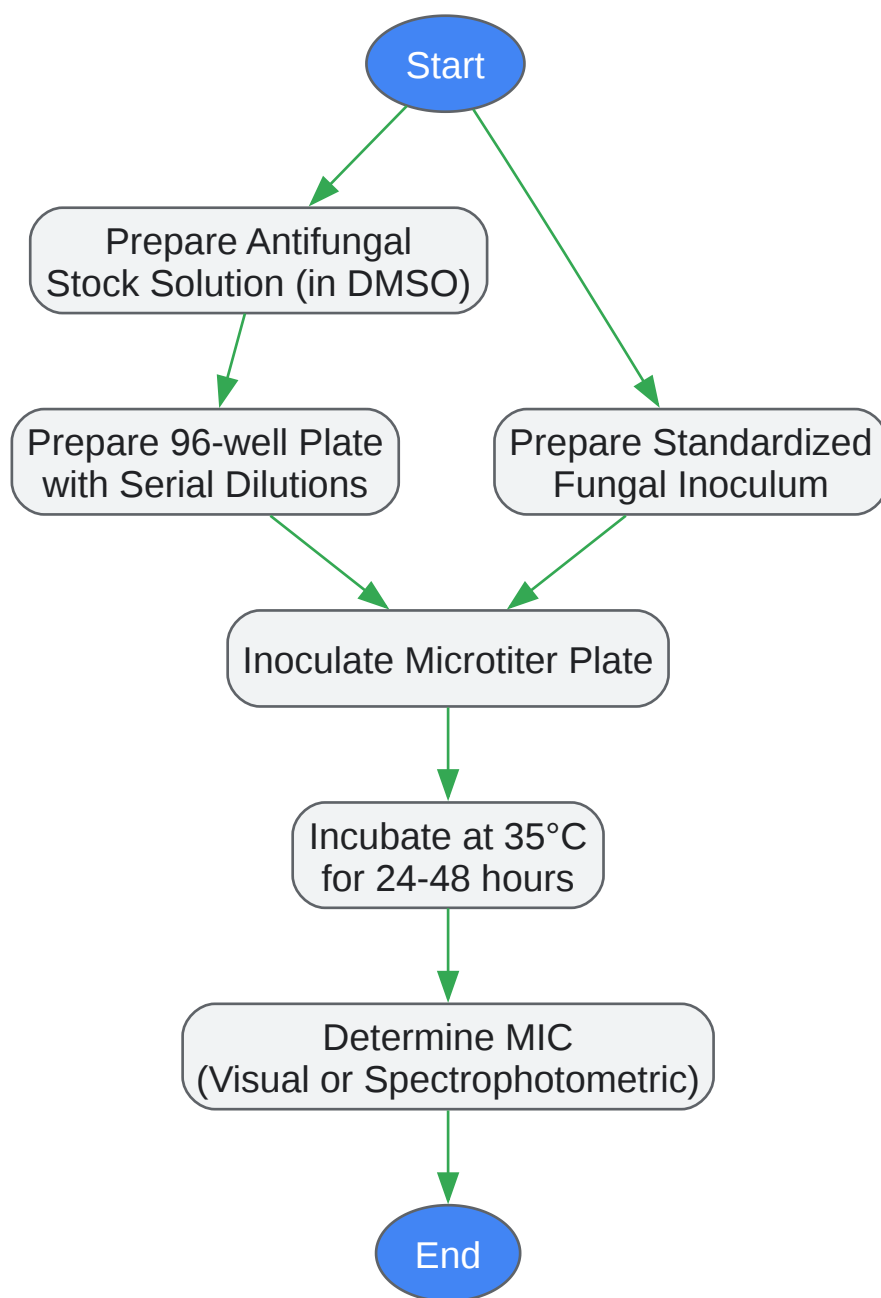 Start
Prepare Antifungal
Stock Solution (in DMSO)
Prepare 96-well Plate
with Serial Dilutions
Prepare Standardized
Fungal Inoculum
Inoculate Microtiter Plate
Incubate at 35°C
for 24-48 hours
Determine MIC
(Visual or Spectrophotometric)
End